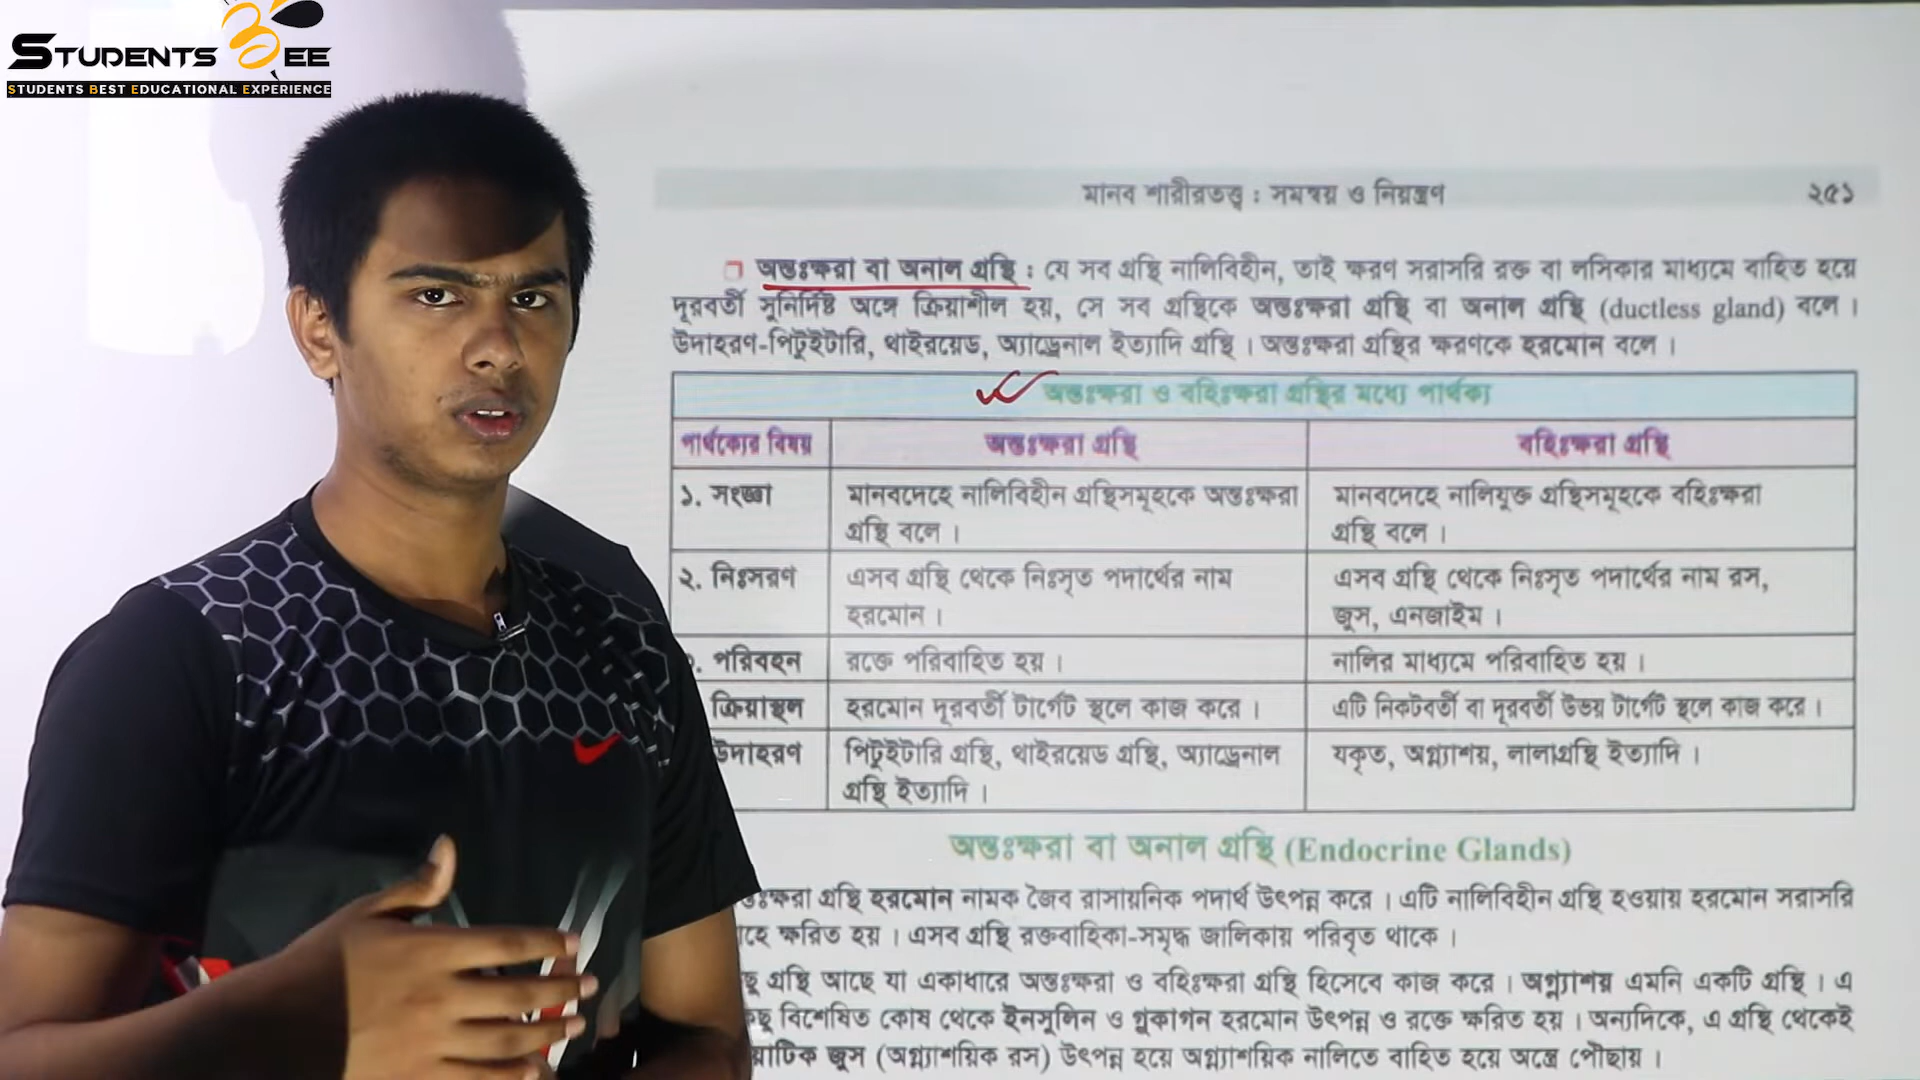 STUDENTS BEE
STUDENTS BEST EDUCATIONAL EXPERIENCE
মানব শারীরতত্ত্ব : সমন্বয় ও নিয়ন্ত্রণ ২৫১
অন্তঃক্ষরা বা অনাল গ্রন্থি : যে সব গ্রন্থি নালিবিহীন, তাই ক্ষরণ সরাসরি রক্ত বা লসিকার মাধ্যমে বাহিত হয়ে
দূরবর্তী সুনির্দিষ্ট অঙ্গে ক্রিয়াশীল হয়, সে সব গ্রন্থিকে অন্তঃক্ষরা গ্রন্থি বা অনাল গ্রন্থি (ductless gland) বলে ।
উদাহরণ-পিটুইটারি, থাইরয়েড, অ্যাড্রেনাল ইত্যাদি গ্রন্থি । অন্তঃক্ষরা গ্রন্থির ক্ষরণকে হরমোন বলে ।
অন্তঃক্ষরা ও বহিঃক্ষরা গ্রন্থির মধ্যে পার্থক্য
পার্থক্যের বিষয় অন্তঃক্ষরা গ্রন্থি বহিঃক্ষরা গ্রন্থি
১. সংজ্ঞা মানবদেহে নালিবিহীন গ্রন্থিসমূহকে অন্তঃক্ষরা মানবদেহে নালিযুক্ত গ্রন্থিসমূহকে বহিঃক্ষরা
গ্রন্থি বলে । গ্রন্থি বলে ।
২. নিঃসরণ এসব গ্রন্থি থেকে নিঃসৃত পদার্থের নাম এসব গ্রন্থি থেকে নিঃসৃত পদার্থের নাম রস,
হরমোন । জুস, এনজাইম ।
. পরিবহন রক্তে পরিবাহিত হয় । নালির মাধ্যমে পরিবাহিত হয় ।
ক্রিয়াস্থল হরমোন দূরবর্তী টার্গেট স্থলে কাজ করে । এটি নিকটবর্তী বা দূরবর্তী উভয় টার্গেট স্থলে কাজ করে ।
উদাহরণ পিটুইটারি গ্রন্থি, থাইরয়েড গ্রন্থি, অ্যাড্রেনাল যকৃত, অগ্ন্যাশয়, লালাগ্রন্থি ইত্যাদি ।
গ্রন্থি ইত্যাদি ।
অন্তঃক্ষরা বা অনাল গ্রন্থি (Endocrine Glands)
গ্রন্থি হরমোন নামক জৈব রাসায়নিক পদার্থ উৎপন্ন করে । এটি নালিবিহীন গ্রন্থি হওয়ায় হরমোন সরাসরি
ক্ষরিত হয় । এসব গ্রন্থি রক্তবাহিকা-সমৃদ্ধ জালিকায় পরিবৃত থাকে ।
গ্রন্থি আছে যা একাধারে অন্তঃক্ষরা ও বহিঃক্ষরা গ্রন্থি হিসেবে কাজ করে । অগ্ন্যাশয় এমনি একটি গ্রন্থি । এ
বিশেষিত কোষ থেকে ইনসুলিন ও গ্লুকাগন হরমোন উৎপন্ন ও রক্তে ক্ষরিত হয় । অন্যদিকে, এ গ্রন্থি থেকেই
জুস (অগ্ন্যাশয়িক রস) উৎপন্ন হয়ে অগ্ন্যাশয়িক নালিতে বাহিত হয়ে অন্ত্রে পৌছায় ।